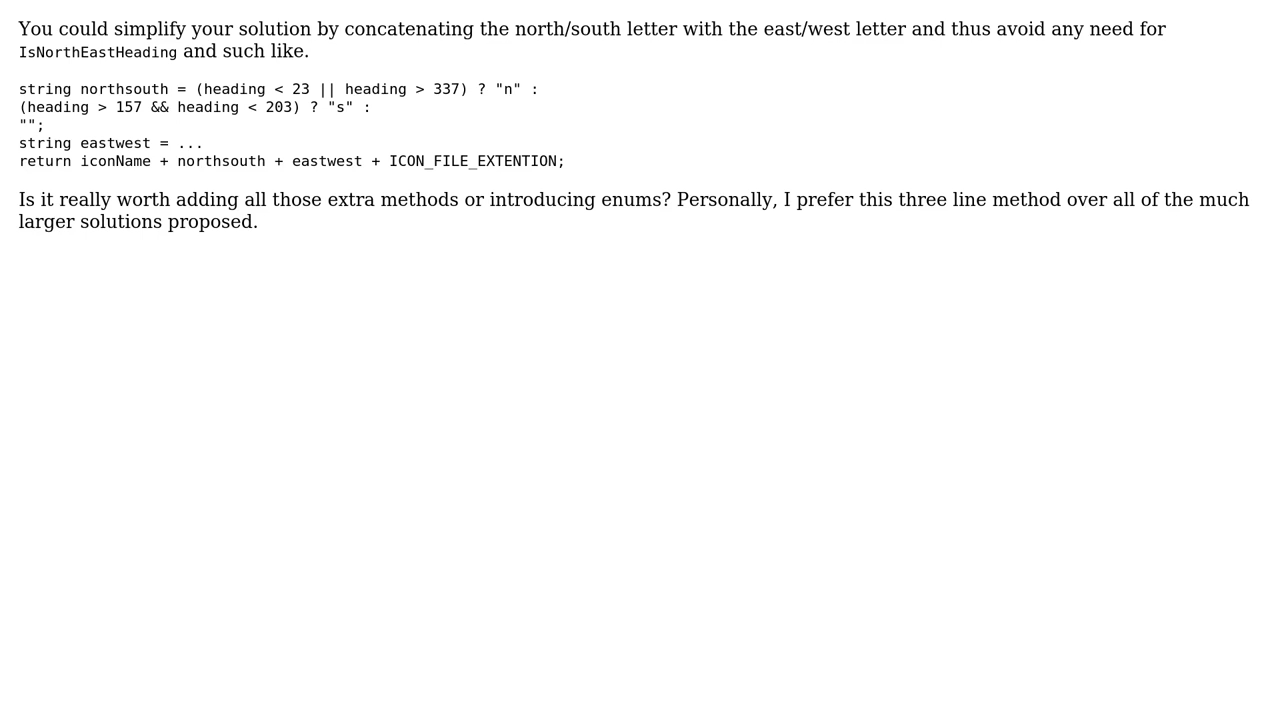 You could simplify your solution by concatenating the north/south letter with the east/west letter and thus avoid any need for
IsNorthEastHeading and such like.
string northsouth = (heading < 23 || heading > 337) ? "n" :
(heading > 157 && heading < 203) ? "s" :
"";
string eastwest = ...
return iconName + northsouth + eastwest + ICON_FILE_EXTENTION;
Is it really worth adding all those extra methods or introducing enums? Personally, I prefer this three line method over all of the much
larger solutions proposed.